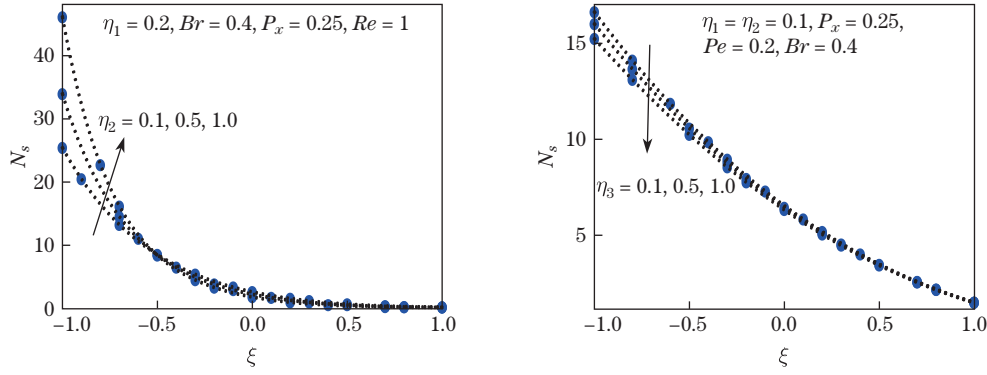 η₁ = 0.2, Br = 0.4, Pₓ = 0.25, Re = 1
η₂ = 0.1, 0.5, 1.0
Nₛ
40
30
20
10
0
−1.0 −0.5 0.0 0.5 1.0
ξ
η₁ = η₂ = 0.1, Pₓ = 0.25,
Pe = 0.2, Br = 0.4
η₃ = 0.1, 0.5, 1.0
Nₛ
15
10
5
−1.0 −0.5 0.0 0.5 1.0
ξ